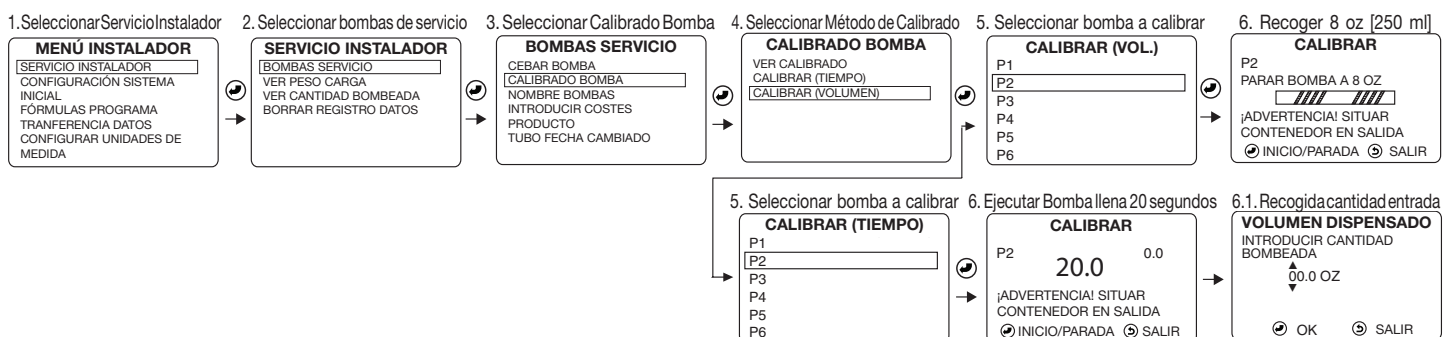 1. Seleccionar Servicio Instalador
MENÚ INSTALADOR
SERVICIO INSTALADOR
CONFIGURACIÓN SISTEMA
INICIAL
FÓRMULAS PROGRAMA
TRANFERENCIA DATOS
CONFIGURAR UNIDADES DE
MEDIDA
2. Seleccionar bombas de servicio
SERVICIO INSTALADOR
BOMBAS SERVICIO
VER PESO CARGA
VER CANTIDAD BOMBEADA
BORRAR REGISTRO DATOS
3. Seleccionar Calibrado Bomba
BOMBAS SERVICIO
CEBAR BOMBA
CALIBRADO BOMBA
NOMBRE BOMBAS
INTRODUCIR COSTES
PRODUCTO
TUBO FECHA CAMBIADO
4. Seleccionar Método de Calibrado
CALIBRADO BOMBA
VER CALIBRADO
CALIBRAR (TIEMPO)
CALIBRAR (VOLUMEN)
5. Seleccionar bomba a calibrar
CALIBRAR (VOL.)
P1
P2
P3
P4
P5
P6
6. Recoger 8 oz [250 ml]
CALIBRAR
P2
PARAR BOMBA A 8 OZ
¡ADVERTENCIA! SITUAR
CONTENEDOR EN SALIDA
INICIO/PARADA SALIR
5. Seleccionar bomba a calibrar
CALIBRAR (TIEMPO)
P1
P2
P3
P4
P5
P6
6. Ejecutar Bomba llena 20 segundos
CALIBRAR
P2 20.0 0.0
¡ADVERTENCIA! SITUAR
CONTENEDOR EN SALIDA
INICIO/PARADA SALIR
6.1. Recogida cantidad entrada
VOLUMEN DISPENSADO
INTRODUCIR CANTIDAD
BOMBEADA
00.0 OZ
OK SALIR